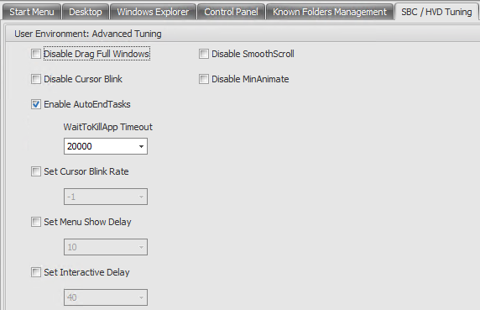 Start Menu Desktop Windows Explorer Control Panel Known Folders Management SBC / HVD Tuning
User Environment: Advanced Tuning
Disable Drag Full Windows Disable SmoothScroll
Disable Cursor Blink Disable MinAnimate
Enable AutoEndTasks
WaitToKillApp Timeout
20000
Set Cursor Blink Rate
-1
Set Menu Show Delay
10
Set Interactive Delay
40